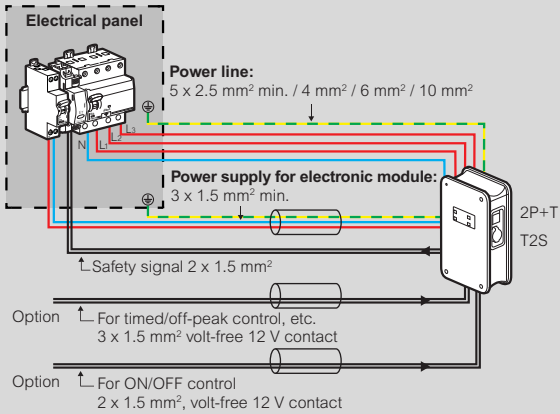 Electrical panel
Power line:
5 x 2.5 mm² min. / 4 mm² / 6 mm² / 10 mm²
N
L1
L2
L3
Power supply for electronic module:
3 x 1.5 mm² min.
2P+T
T2S
Safety signal 2 x 1.5 mm²
Option
For timed/off-peak control, etc.
3 x 1.5 mm² volt-free 12 V contact
Option
For ON/OFF control
2 x 1.5 mm², volt-free 12 V contact